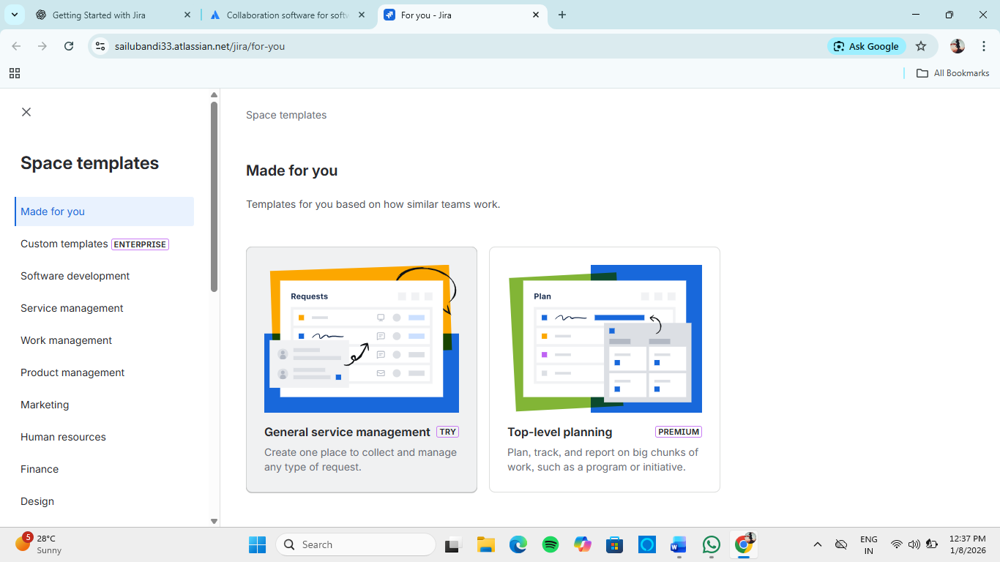 Getting Started with Jira
Collaboration software for softw
For you - Jira
sailubandi33.atlassian.net/jira/for-you
Ask Google
All Bookmarks
Space templates
Made for you
Custom templates ENTERPRISE
Software development
Service management
Work management
Product management
Marketing
Human resources
Finance
Design
Space templates
Made for you
Templates for you based on how similar teams work.
Requests
General service management TRY
Create one place to collect and manage
any type of request.
Plan
Top-level planning PREMIUM
Plan, track, and report on big chunks of
work, such as a program or initiative.
5
28°C
Sunny
Search
W
ENG
IN
12:37 PM
1/8/2026